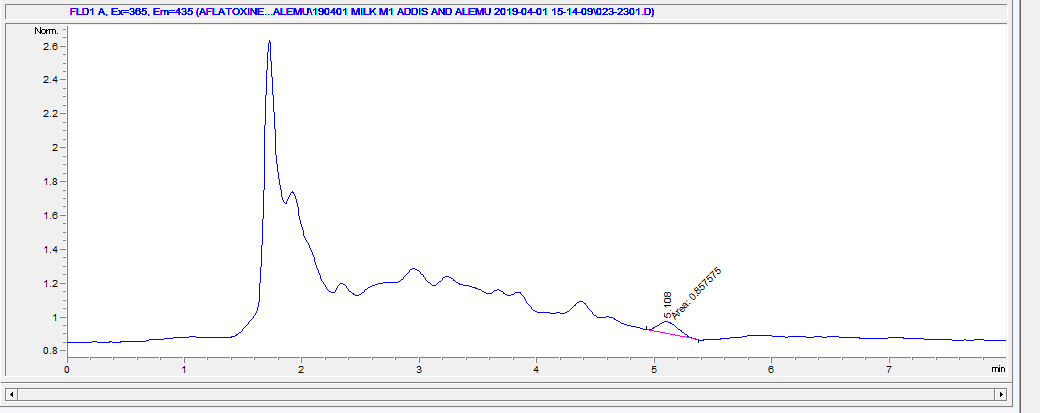 FLD1 A, Ex=365, Em=435 (AFLATOXINE...ALEMU\190401 MILK M1 ADDIS AND ALEMU 2019-04-01 15-14-09\023-2301.D)
Norm.
2.6
2.4
2.2
2
1.8
1.6
1.4
1.2
1
0.8
5.108
Area: 0.857575
0 1 2 3 4 5 6 7 min